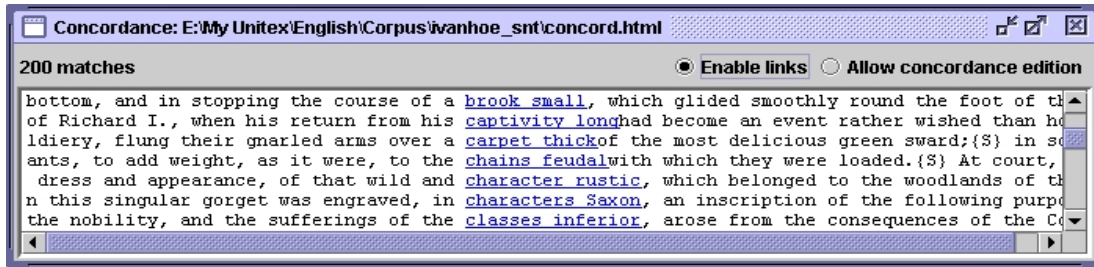 Concordance: E:\My Unitex\English\Corpus\ivanhoe_snt\concord.html
200 matches Enable links Allow concordance edition
bottom, and in stopping the course of a brook small, which glided smoothly round the foot of
of Richard I., when his return from his captivity longhad become an event rather wished than
ldiery, flung their gnarled arms over a carpet thickof the most delicious green sward;{S} in
ants, to add weight, as it were, to the chains feudalwith which they were loaded.{S} At court,
dress and appearance, of that wild and character rustic, which belonged to the woodlands of
n this singular gorget was engraved, in characters Saxon, an inscription of the following purp
the nobility, and the sufferings of the classes inferior, arose from the consequences of the